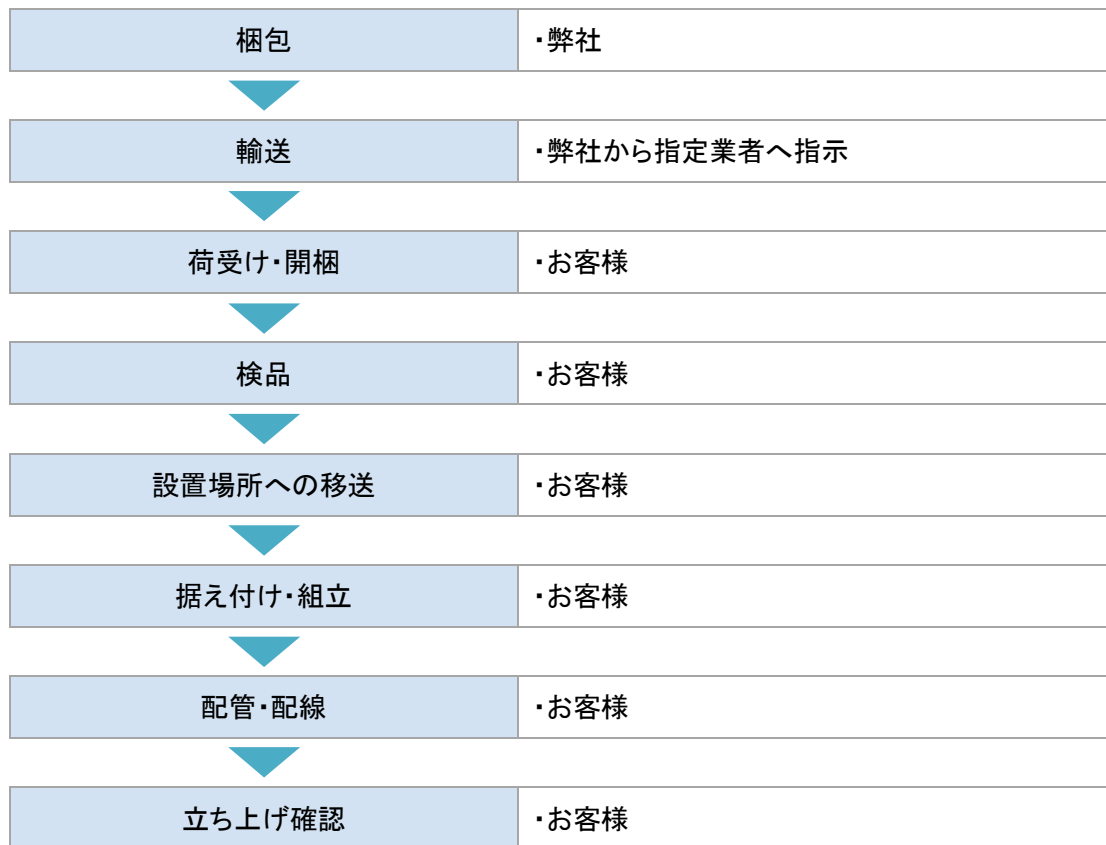 梱包
・弊社
輸送
・弊社から指定業者へ指示
荷受け・開梱
・お客様
検品
・お客様
設置場所への移送
・お客様
据え付け・組立
・お客様
配管・配線
・お客様
立ち上げ確認
・お客様